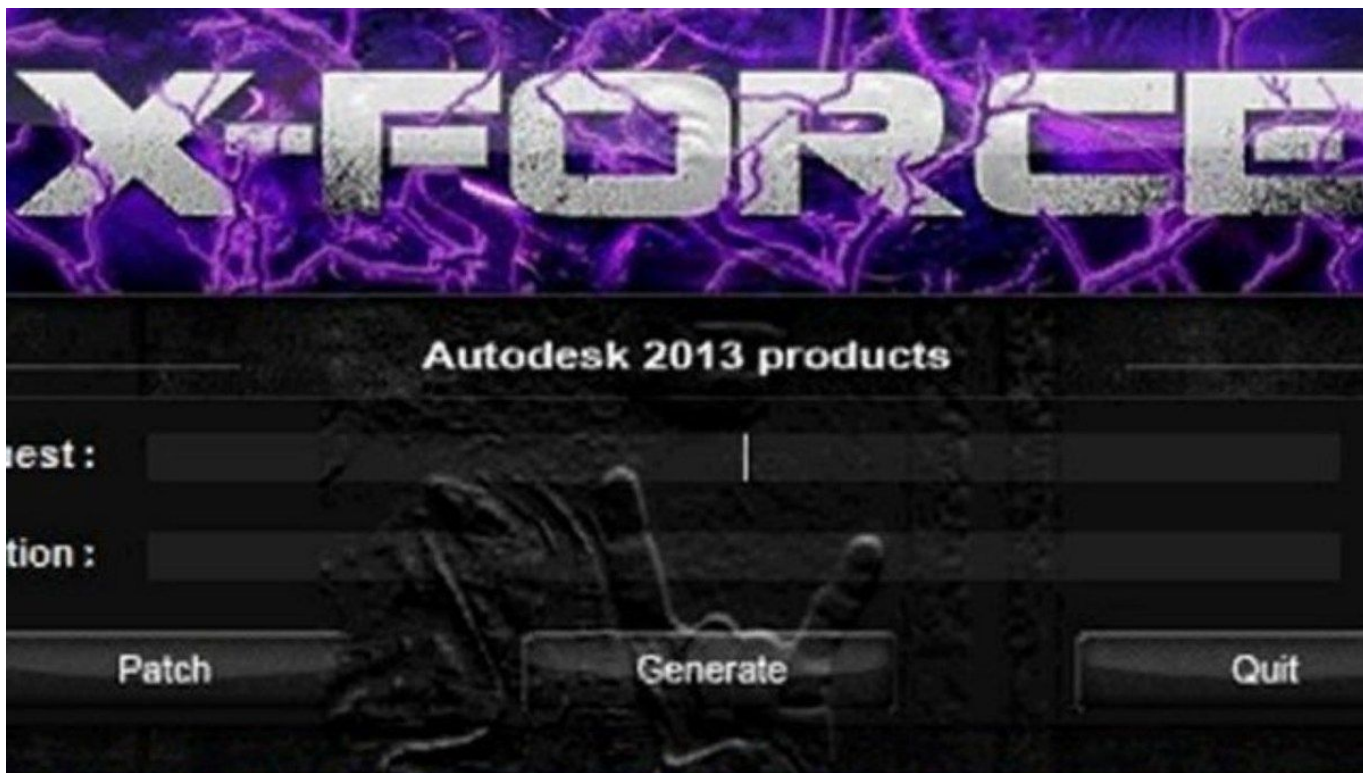 X-FORCE
Autodesk 2013 products
uest :
tion :
Patch
Generate
Quit